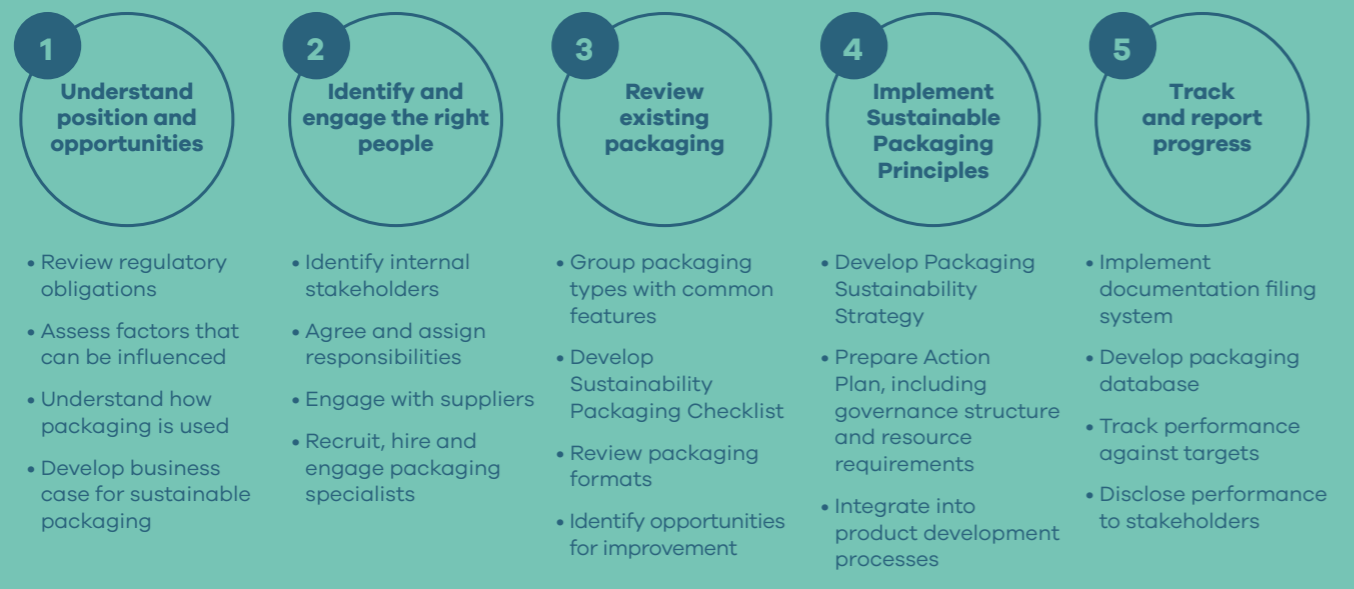 1
Understand
position and
opportunities
• Review regulatory
obligations
• Assess factors that
can be influenced
• Understand how
packaging is used
• Develop business
case for sustainable
packaging
2
Identify and
engage the right
people
• Identify internal
stakeholders
• Agree and assign
responsibilities
• Engage with suppliers
• Recruit, hire and
engage packaging
specialists
3
Review
existing
packaging
• Group packaging
types with common
features
• Develop
Sustainability
Packaging Checklist
• Review packaging
formats
• Identify opportunities
for improvement
4
Implement
Sustainable
Packaging
Principles
• Develop Packaging
Sustainability
Strategy
• Prepare Action
Plan, including
governance structure
and resource
requirements
• Integrate into
product development
processes
5
Track
and report
progress
• Implement
documentation filing
system
• Develop packaging
database
• Track performance
against targets
• Disclose performance
to stakeholders